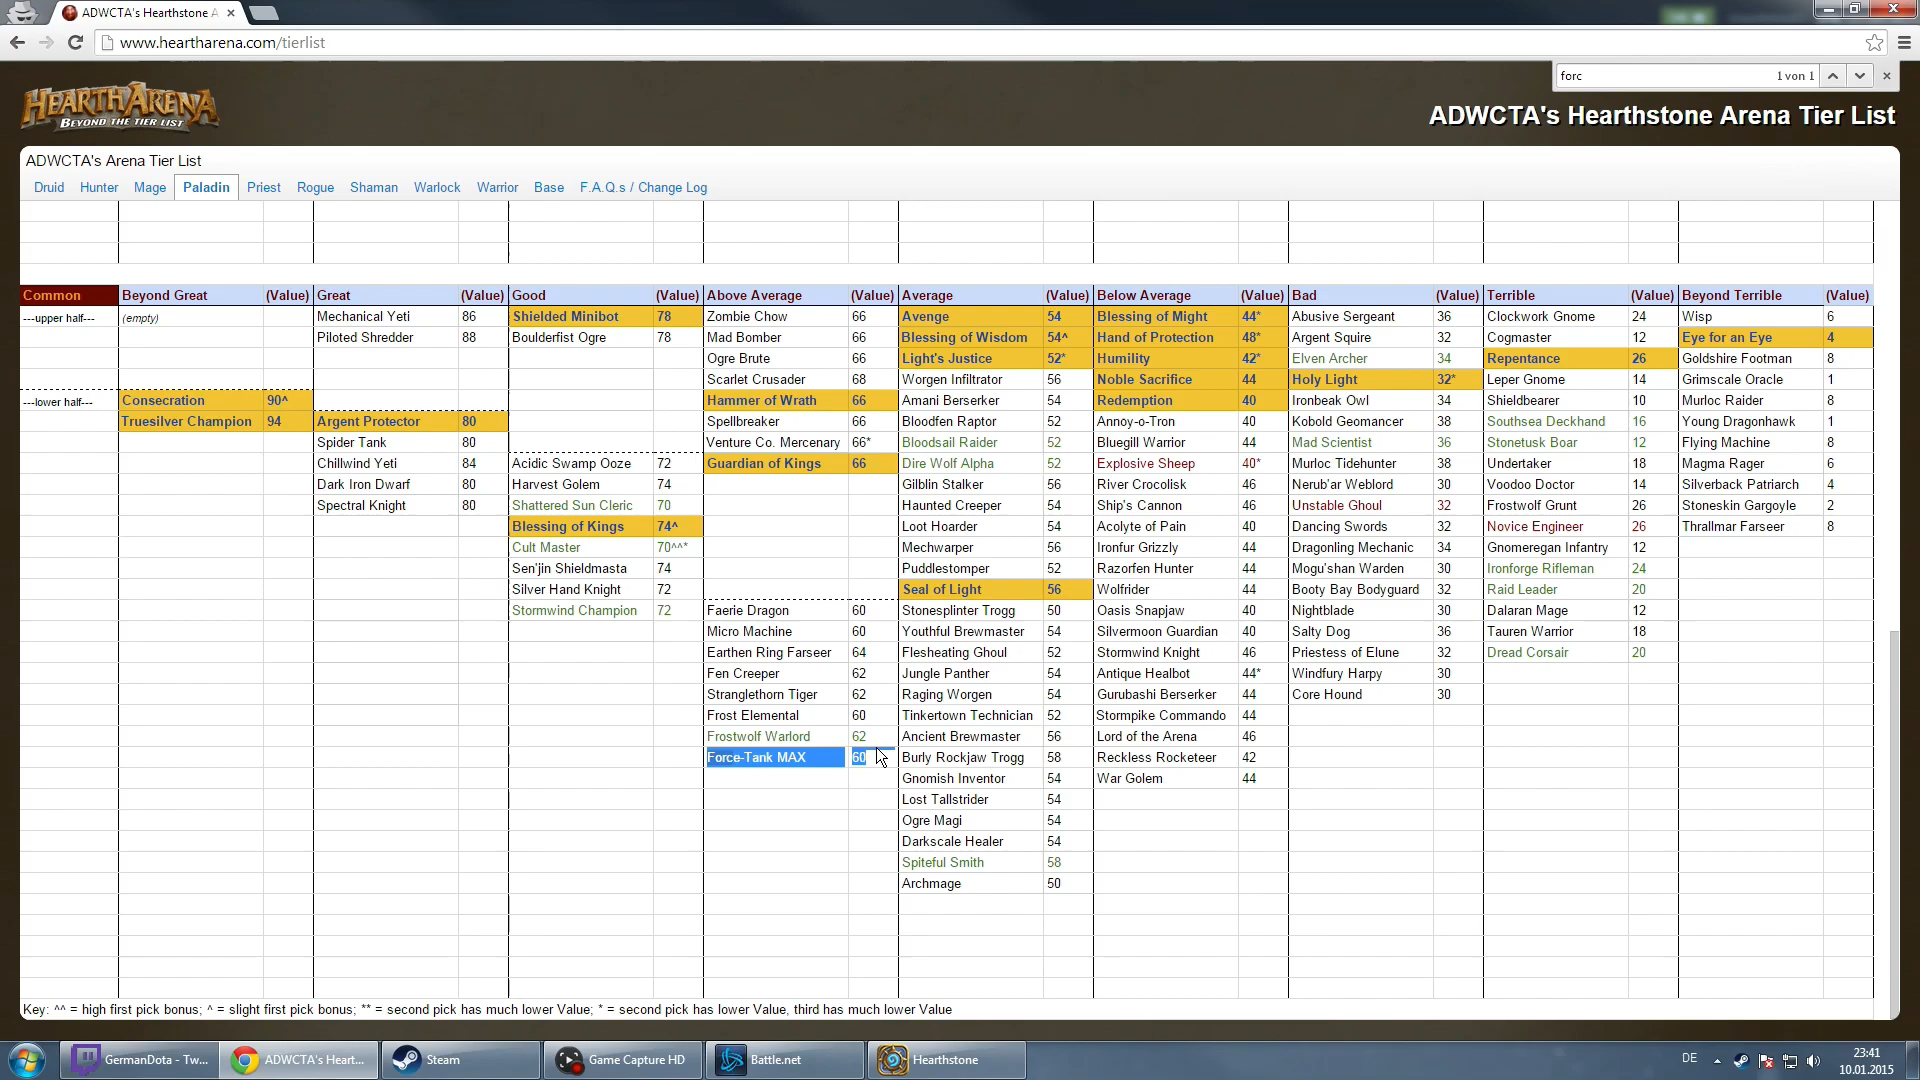 ADWCTA's Hearthstone A
www.heartharena.com/tierlist
forc 1 von 1
HEARTHARENA
BEYOND THE TIER LIST
ADWCTA's Hearthstone Arena Tier List
ADWCTA's Arena Tier List
Druid Hunter Mage Paladin Priest Rogue Shaman Warlock Warrior Base F.A.Q.s / Change Log
Common Beyond Great (Value) Great (Value) Good (Value) Above Average (Value) Average (Value) Below Average (Value) Bad (Value) Terrible (Value) Beyond Terrible (Value)
---upper half--- (empty) Mechanical Yeti 86 Shielded Minibot 78 Zombie Chow 66 Avenge 54 Blessing of Might 44* Abusive Sergeant 36 Clockwork Gnome 24 Wisp 6
Piloted Shredder 88 Boulderfist Ogre 78 Mad Bomber 66 Blessing of Wisdom 54^ Hand of Protection 48* Argent Squire 32 Cogmaster 12 Eye for an Eye 4
Ogre Brute 66 Light's Justice 52* Humility 42* Elven Archer 34 Repentance 26 Goldshire Footman 8
Scarlet Crusader 68 Worgen Infiltrator 56 Noble Sacrifice 44 Holy Light 32* Leper Gnome 14 Grimscale Oracle 1
---lower half--- Consecration 90^ Hammer of Wrath 66 Amani Berserker 54 Redemption 40 Ironbeak Owl 34 Shieldbearer 10 Murloc Raider 8
Truesilver Champion 94 Argent Protector 80 Spellbreaker 66 Bloodfen Raptor 52 Annoy-o-Tron 40 Kobold Geomancer 38 Southsea Deckhand 16 Young Dragonhawk 1
Spider Tank 80 Venture Co. Mercenary 66* Bloodsail Raider 52 Bluegill Warrior 44 Mad Scientist 36 Stonetusk Boar 12 Flying Machine 8
Chillwind Yeti 84 Acidic Swamp Ooze 72 Guardian of Kings 66 Dire Wolf Alpha 52 Explosive Sheep 40* Murloc Tidehunter 38 Undertaker 18 Magma Rager 6
Dark Iron Dwarf 80 Harvest Golem 74 Gilblin Stalker 56 River Crocolisk 46 Nerub'ar Weblord 30 Voodoo Doctor 14 Silverback Patriarch 4
Spectral Knight 80 Shattered Sun Cleric 70 Haunted Creeper 54 Ship's Cannon 46 Unstable Ghoul 32 Frostwolf Grunt 26 Stoneskin Gargoyle 2
Blessing of Kings 74^ Loot Hoarder 54 Acolyte of Pain 40 Dancing Swords 32 Novice Engineer 26 Thrallmar Farseer 8
Cult Master 70^^* Mechwarper 56 Ironfur Grizzly 44 Dragonling Mechanic 34 Gnomeregan Infantry 12
Sen'jin Shieldmasta 74 Puddlestomper 52 Razorfen Hunter 44 Mogu'shan Warden 30 Ironforge Rifleman 24
Silver Hand Knight 72 Seal of Light 56 Wolfrider 44 Booty Bay Bodyguard 32 Raid Leader 20
Stormwind Champion 72 Faerie Dragon 60 Stonesplinter Trogg 50 Oasis Snapjaw 40 Nightblade 30 Dalaran Mage 12
Micro Machine 60 Youthful Brewmaster 54 Silvermoon Guardian 40 Salty Dog 36 Tauren Warrior 18
Earthen Ring Farseer 64 Flesheating Ghoul 52 Stormwind Knight 46 Priestess of Elune 32 Dread Corsair 20
Fen Creeper 62 Jungle Panther 54 Antique Healbot 44* Windfury Harpy 30
Stranglethorn Tiger 62 Raging Worgen 54 Gurubashi Berserker 44 Core Hound 30
Frost Elemental 60 Tinkertown Technician 52 Stormpike Commando 44
Frostwolf Warlord 62 Ancient Brewmaster 56 Lord of the Arena 46
Force-Tank MAX 60 Burly Rockjaw Trogg 58 Reckless Rocketeer 42
Gnomish Inventor 54 War Golem 44
Lost Tallstrider 54
Ogre Magi 54
Darkscale Healer 54
Spiteful Smith 58
Archmage 50
Key: ^^ = high first pick bonus; ^ = slight first pick bonus; ** = second pick has much lower Value; * = second pick has lower Value, third has much lower Value
GermanDota - Tw... ADWCTA's Heart... Steam Game Capture HD Battle.net Hearthstone DE 23:41
10.01.2015